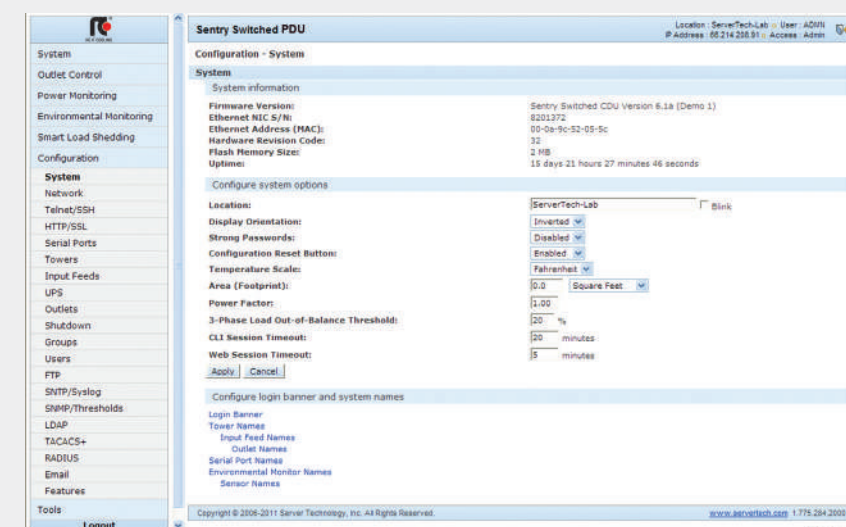 System
Outlet Control
Power Monitoring
Environmental Monitoring
Smart Load Shedding
Configuration
System
Network
Telnet/SSH
HTTP/SSL
Serial Ports
Towers
Input Feeds
UPS
Outlets
Shutdown
Groups
Users
FTP
SNTP/Syslog
SNMP/Thresholds
LDAP
TACACS+
RADIUS
Email
Features
Tools
Logout
Sentry Switched PDU
Location : ServerTech-Lab User : ADMN
IP Address : Access : Admin
Configuration - System
System
System information
Firmware Version: Sentry Switched CDU Version 6.1a (Demo 1)
Ethernet NIC S/N: 8201372
Ethernet Address (MAC): 00-0a-9c-52-05-5c
Hardware Revision Code: 32
Flash Memory Size: 2 MB
Uptime: 15 days 21 hours 27 minutes 46 seconds
Configure system options
Location: ServerTech-Lab Blink
Display Orientation: Inverted
Strong Passwords: Disabled
Configuration Reset Button: Enabled
Temperature Scale: Fahrenheit
Area (Footprint): 0.0 Square Feet
Power Factor: 1.00
3-Phase Load Out-of-Balance Threshold: 20 %
CLI Session Timeout: 20 minutes
Web Session Timeout: 5 minutes
Apply Cancel
Configure login banner and system names
Login Banner
Tower Names
Input Feed Names
Outlet Names
Serial Port Names
Environmental Monitor Names
Sensor Names
Copyright © 2006-2011 Server Technology, Inc. All Rights Reserved. www.servertech.com 1.775.284.2000